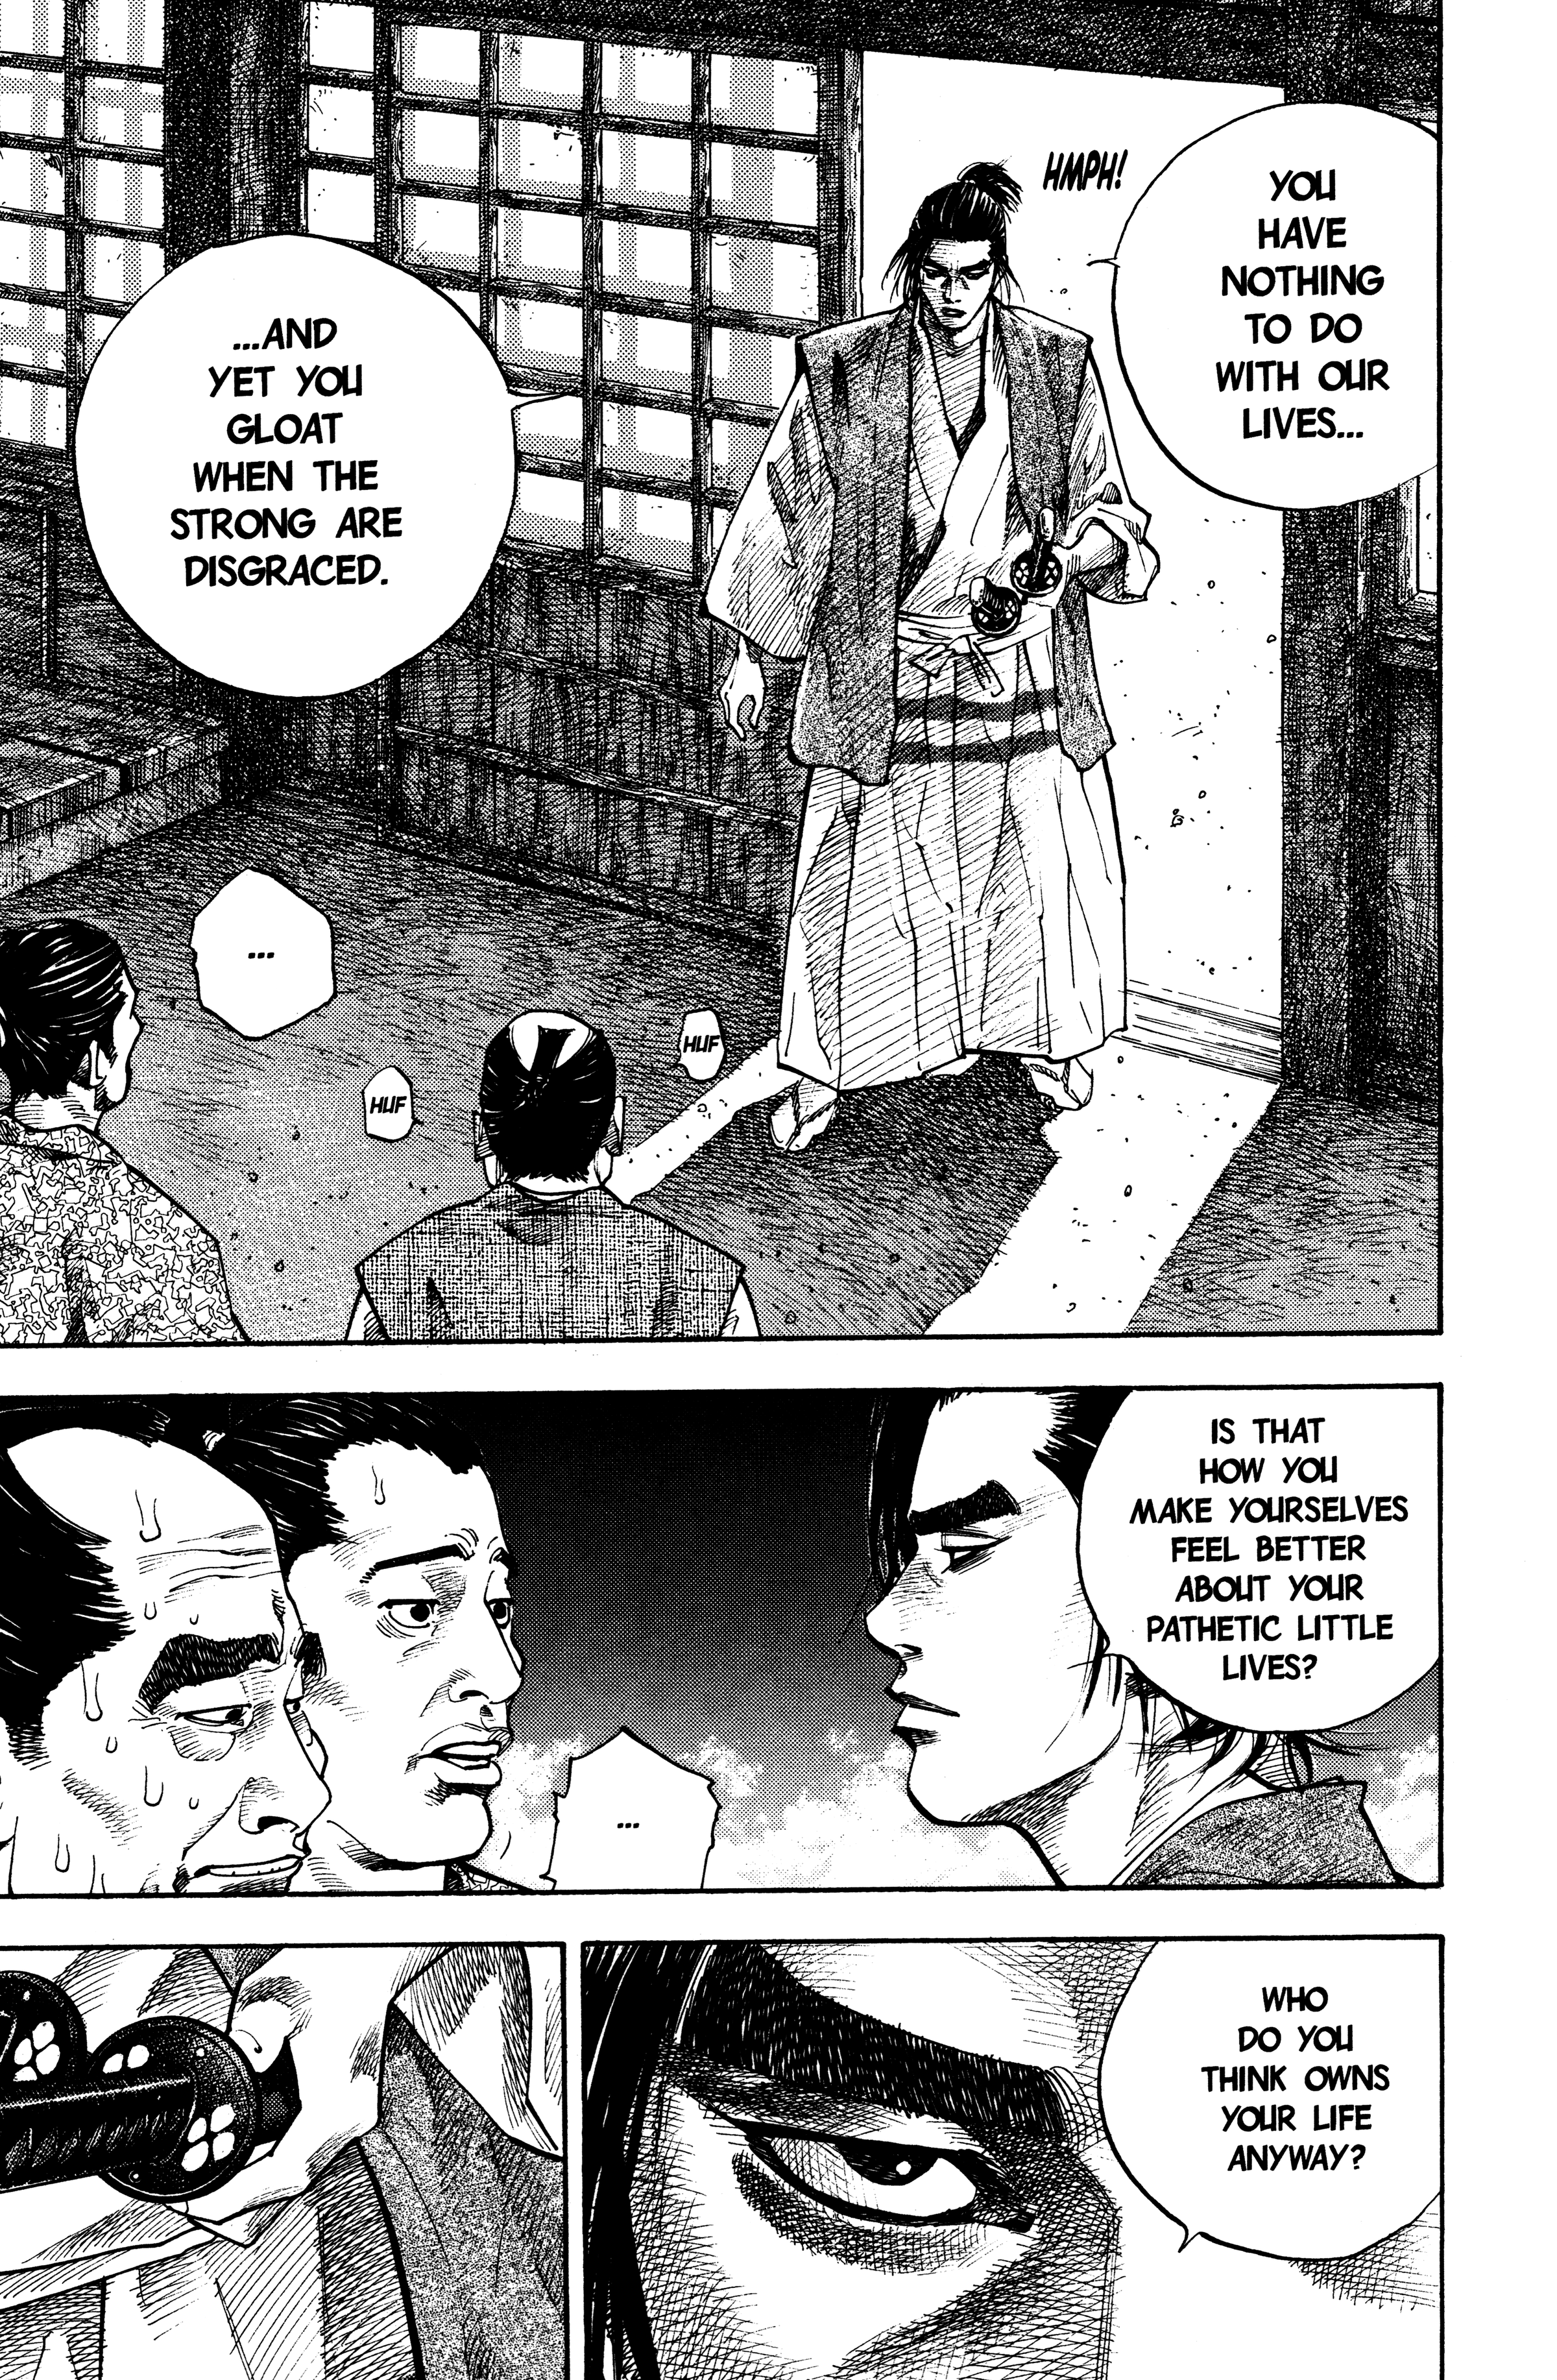 HMPH!
YOU
HAVE
NOTHING
TO DO
WITH OUR
LIVES...
...AND
YET YOU
GLOAT
WHEN THE
STRONG ARE
DISGRACED.
...
HUF
HUF
IS THAT
HOW YOU
MAKE YOURSELVES
FEEL BETTER
ABOUT YOUR
PATHETIC LITTLE
LIVES?
...
WHO
DO YOU
THINK OWNS
YOUR LIFE
ANYWAY?